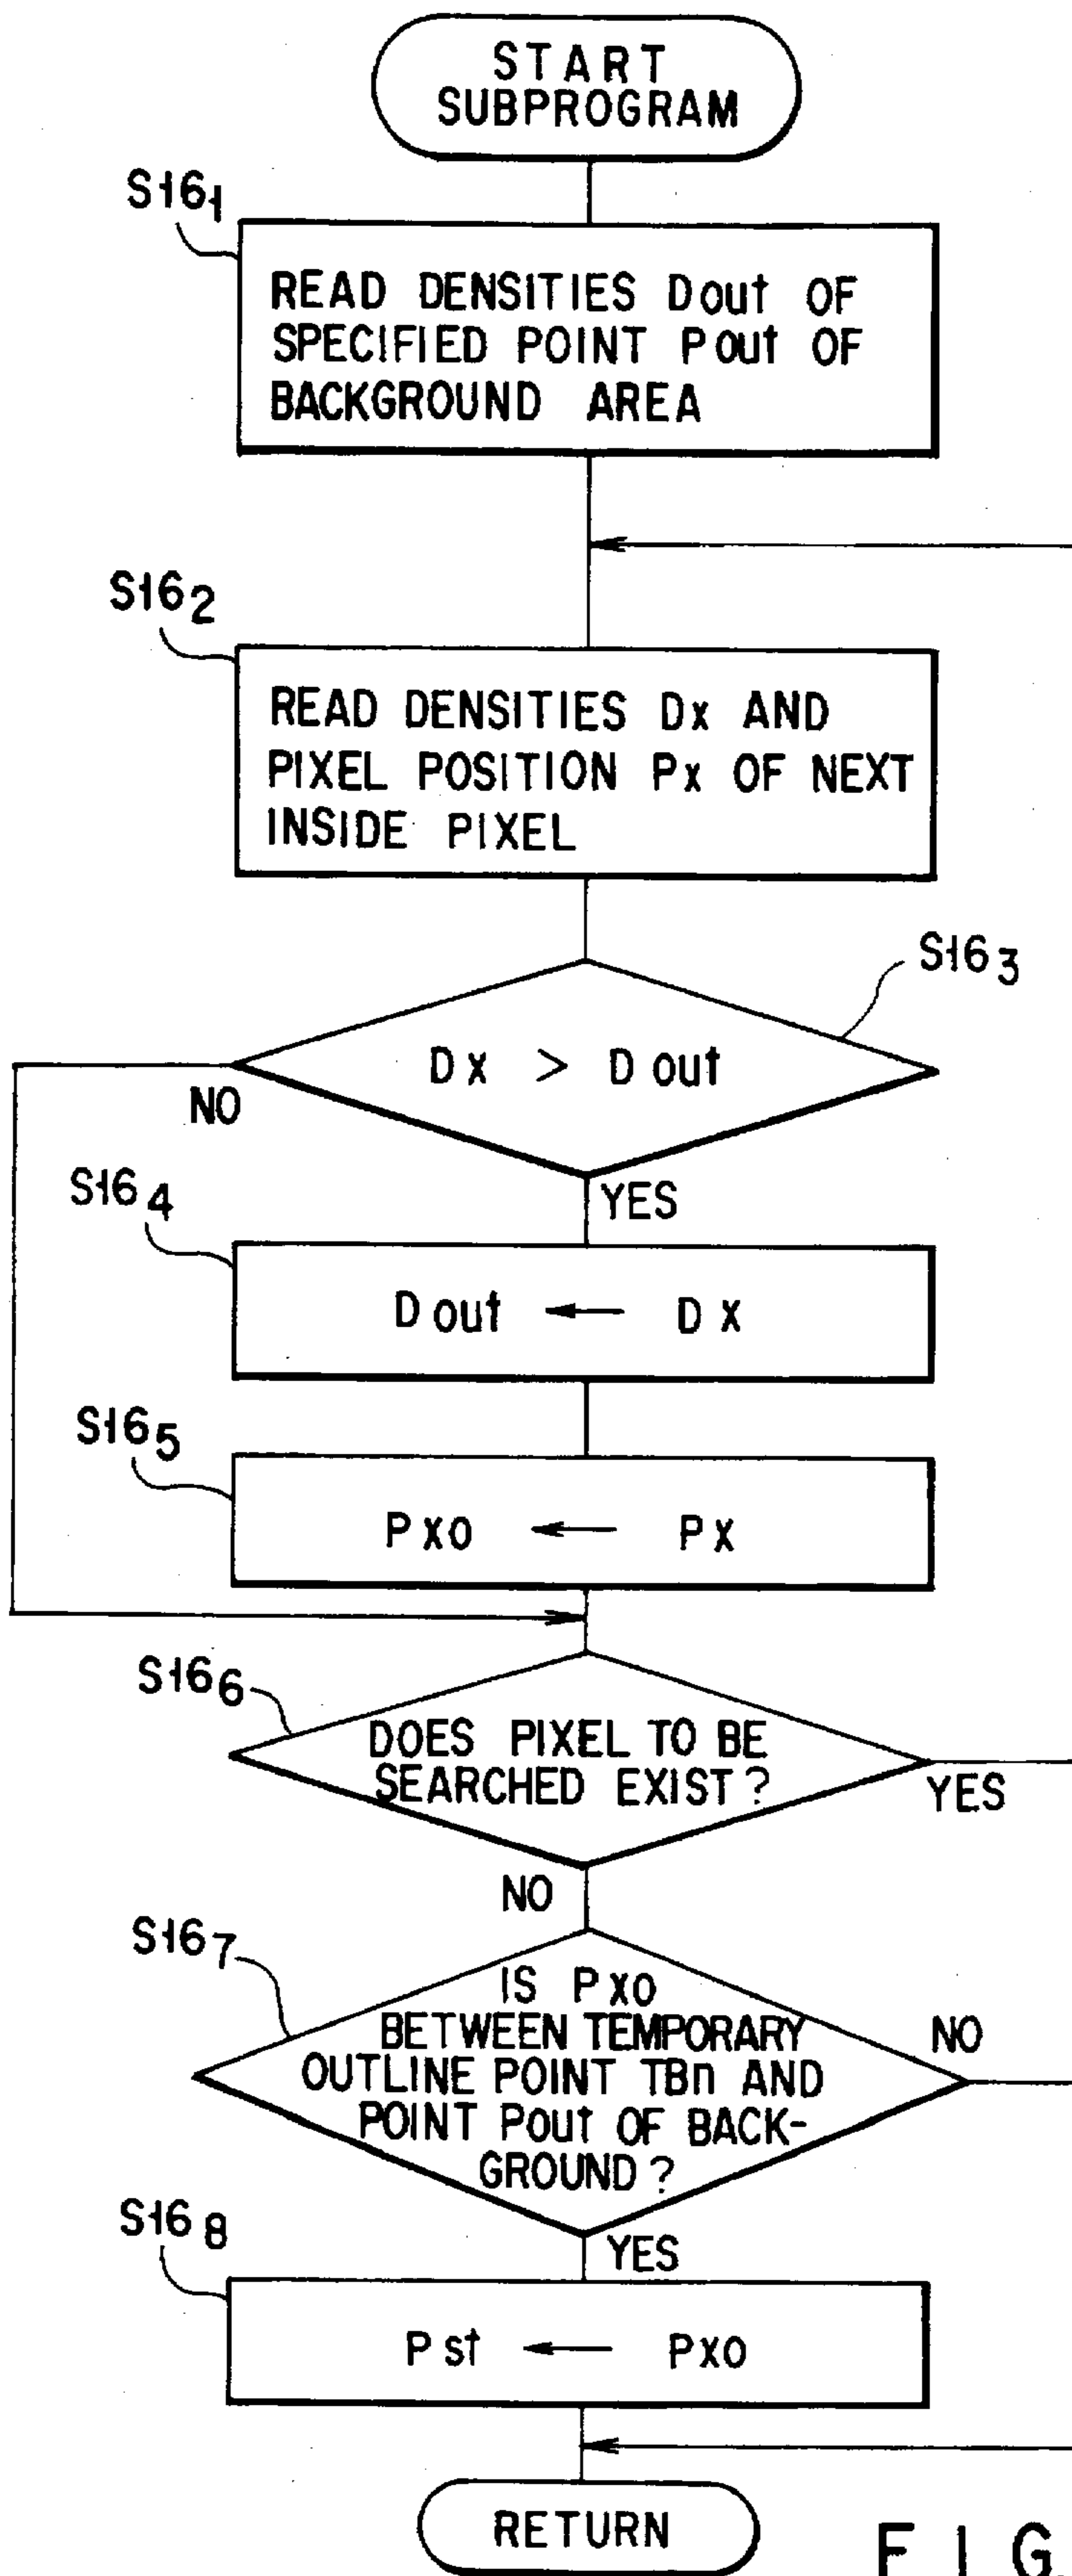 START
SUBPROGRAM
S16₁
READ DENSITIES Dout OF
SPECIFIED POINT Pout OF
BACKGROUND AREA
S16₂
READ DENSITIES Dx AND
PIXEL POSITION Px OF NEXT
INSIDE PIXEL
S16₃
Dx > Dout
NO
YES
S16₄
Dout ← Dx
S16₅
Pxo ← Px
S16₆
DOES PIXEL TO BE
SEARCHED EXIST?
YES
NO
S16₇
IS Pxo
BETWEEN TEMPORARY
OUTLINE POINT TBn AND
POINT Pout OF BACK-
GROUND?
NO
YES
S16₈
Pst ← Pxo
RETURN
FIG.